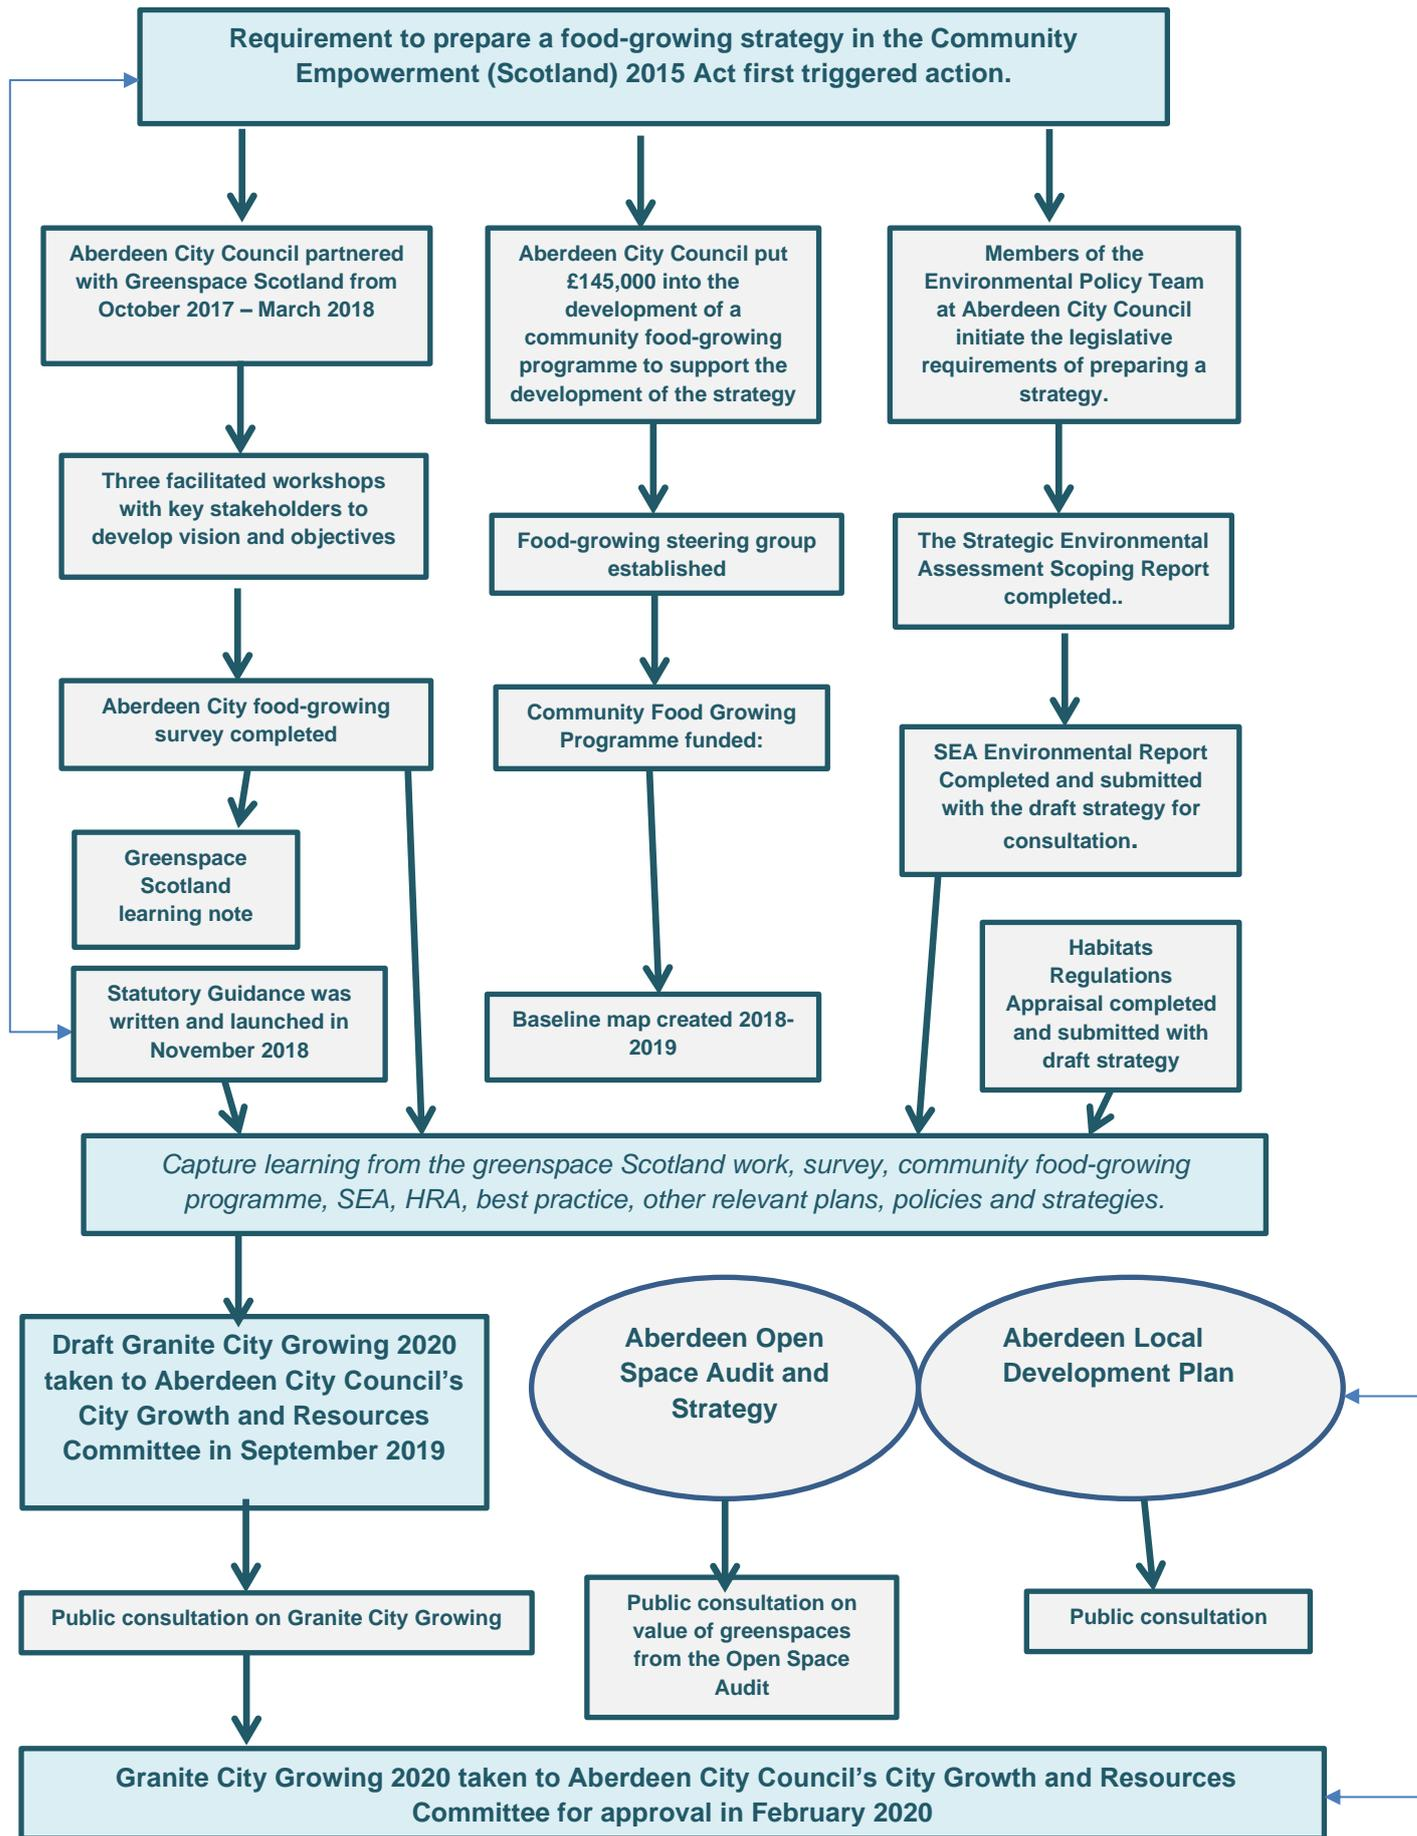 Requirement to prepare a food-growing strategy in the Community
Empowerment (Scotland) 2015 Act first triggered action.
Aberdeen City Council partnered
with Greenspace Scotland from
October 2017 – March 2018
Aberdeen City Council put
£145,000 into the
development of a
community food-growing
programme to support the
development of the strategy
Members of the
Environmental Policy Team
at Aberdeen City Council
initiate the legislative
requirements of preparing a
strategy.
Three facilitated workshops
with key stakeholders to
develop vision and objectives
Food-growing steering group
established
The Strategic Environmental
Assessment Scoping Report
completed..
Aberdeen City food-growing
survey completed
Community Food Growing
Programme funded:
SEA Environmental Report
Completed and submitted
with the draft strategy for
consultation.
Greenspace
Scotland
learning note
Habitats
Regulations
Appraisal completed
and submitted with
draft strategy
Statutory Guidance was
written and launched in
November 2018
Baseline map created 2018-
2019
Capture learning from the greenspace Scotland work, survey, community food-growing
programme, SEA, HRA, best practice, other relevant plans, policies and strategies.
Draft Granite City Growing 2020
taken to Aberdeen City Council’s
City Growth and Resources
Committee in September 2019
Aberdeen Open
Space Audit and
Strategy
Aberdeen Local
Development Plan
Public consultation on Granite City Growing
Public consultation on
value of greenspaces
from the Open Space
Audit
Public consultation
Granite City Growing 2020 taken to Aberdeen City Council’s City Growth and Resources
Committee for approval in February 2020